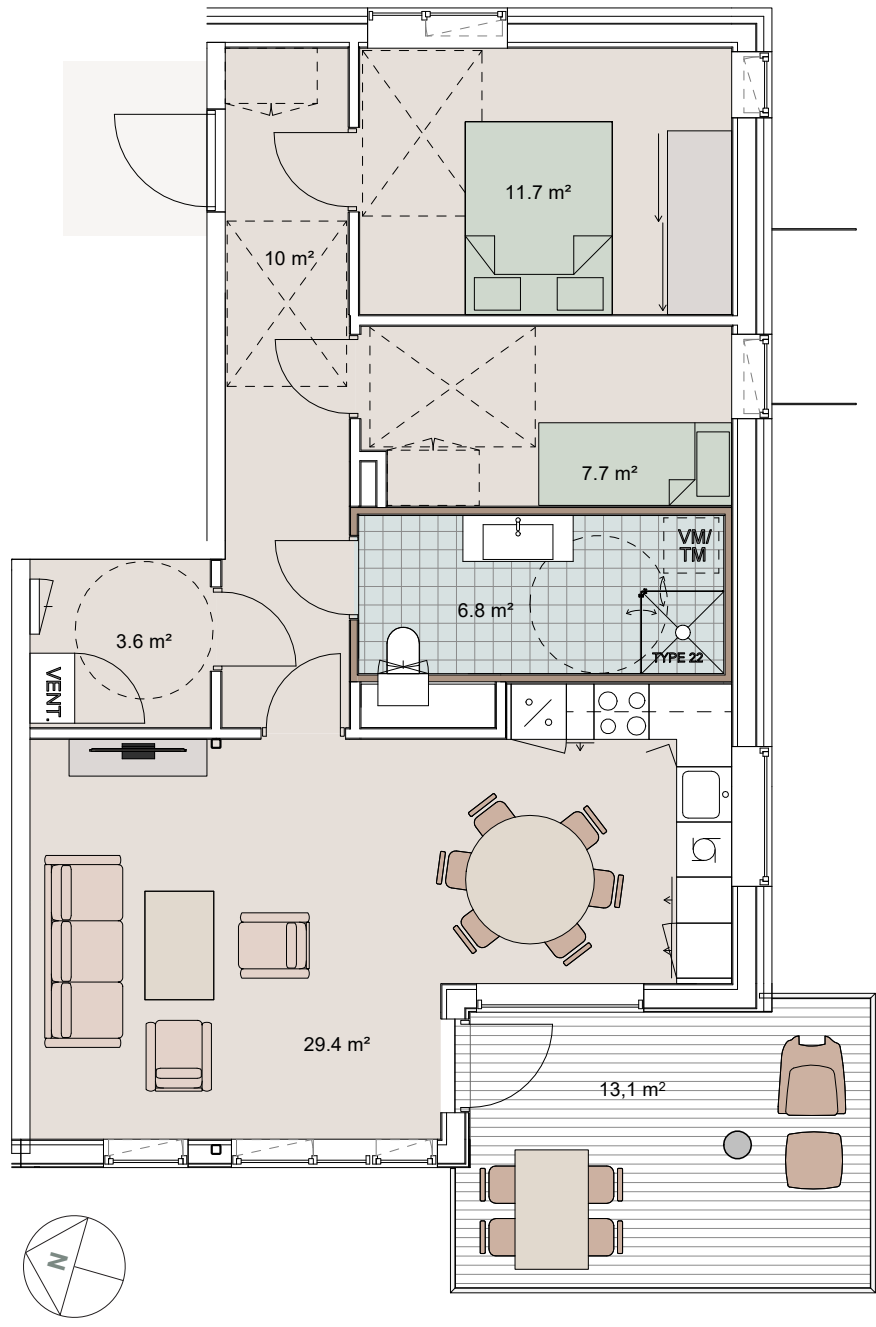 11.7 m²
10 m²
7.7 m²
VM/
TM
6.8 m²
TYPE 22
3.6 m²
VENT.
29.4 m²
13,1 m²
N